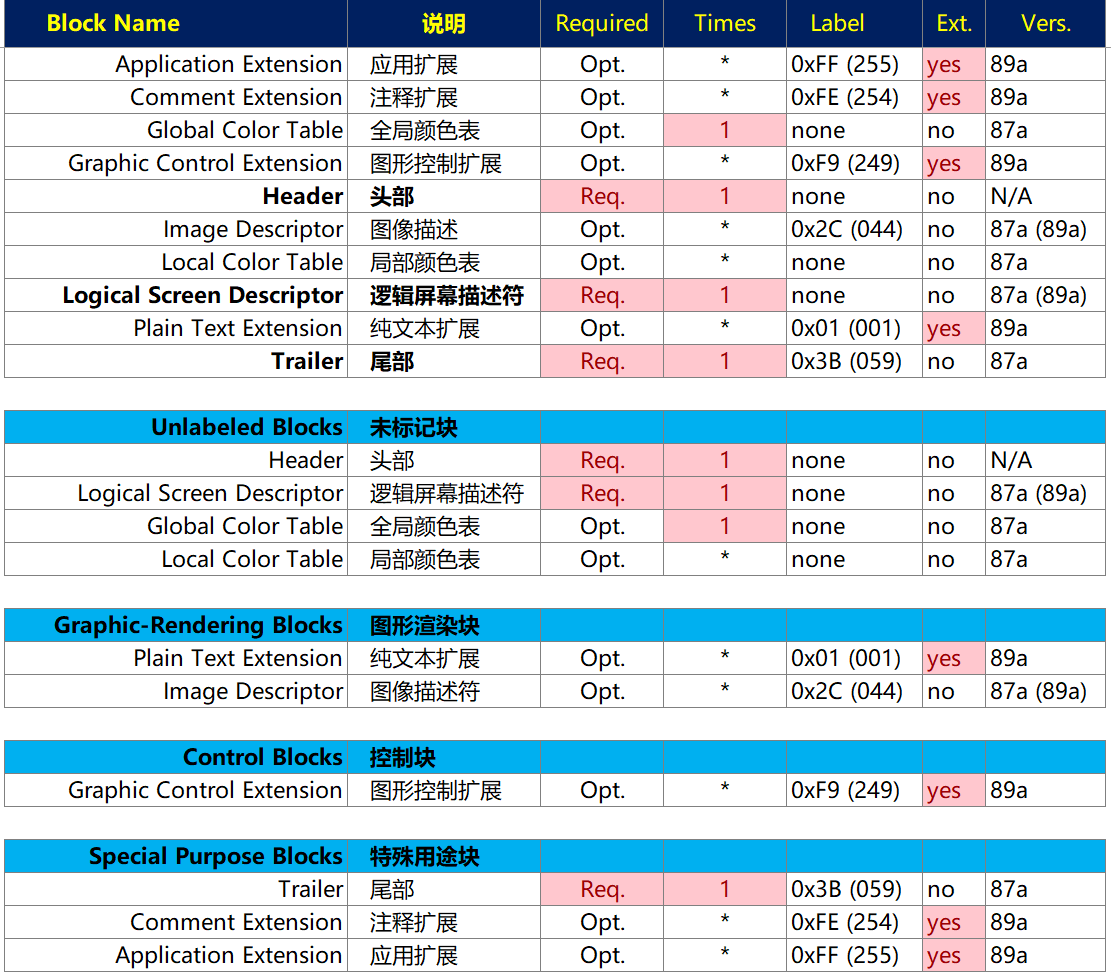 Block Name 说明 Required Times Label Ext. Vers.
Application Extension 应用扩展 Opt. * 0xFF (255) yes 89a
Comment Extension 注释扩展 Opt. * 0xFE (254) yes 89a
Global Color Table 全局颜色表 Opt. 1 none no 87a
Graphic Control Extension 图形控制扩展 Opt. * 0xF9 (249) yes 89a
Header 头部 Req. 1 none no N/A
Image Descriptor 图像描述 Opt. * 0x2C (044) no 87a (89a)
Local Color Table 局部颜色表 Opt. * none no 87a
Logical Screen Descriptor 逻辑屏幕描述符 Req. 1 none no 87a (89a)
Plain Text Extension 纯文本扩展 Opt. * 0x01 (001) yes 89a
Trailer 尾部 Req. 1 0x3B (059) no 87a
Unlabeled Blocks 未标记块
Header 头部 Req. 1 none no N/A
Logical Screen Descriptor 逻辑屏幕描述符 Req. 1 none no 87a (89a)
Global Color Table 全局颜色表 Opt. 1 none no 87a
Local Color Table 局部颜色表 Opt. * none no 87a
Graphic-Rendering Blocks 图形渲染块
Plain Text Extension 纯文本扩展 Opt. * 0x01 (001) yes 89a
Image Descriptor 图像描述符 Opt. * 0x2C (044) no 87a (89a)
Control Blocks 控制块
Graphic Control Extension 图形控制扩展 Opt. * 0xF9 (249) yes 89a
Special Purpose Blocks 特殊用途块
Trailer 尾部 Req. 1 0x3B (059) no 87a
Comment Extension 注释扩展 Opt. * 0xFE (254) yes 89a
Application Extension 应用扩展 Opt. * 0xFF (255) yes 89a